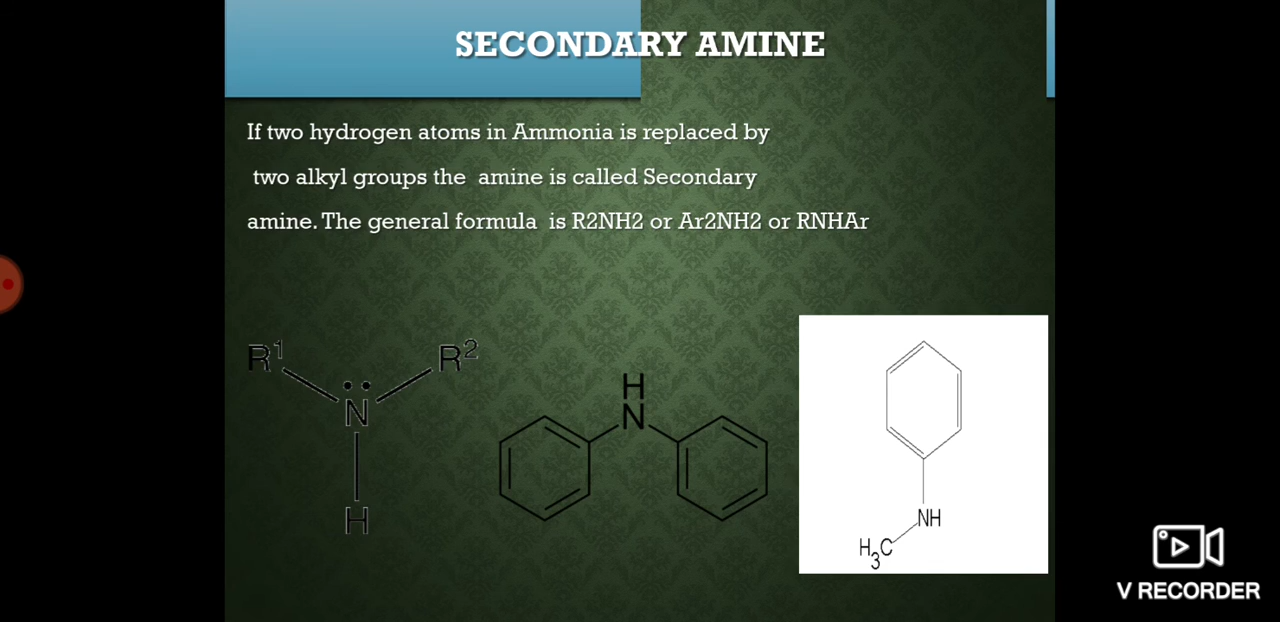 SECONDARY AMINE
If two hydrogen atoms in Ammonia is replaced by
two alkyl groups the amine is called Secondary
amine. The general formula is R2NH2 or Ar2NH2 or RNHAr
R¹ R²
N
H
H
N
NH
H₃C
V RECORDER